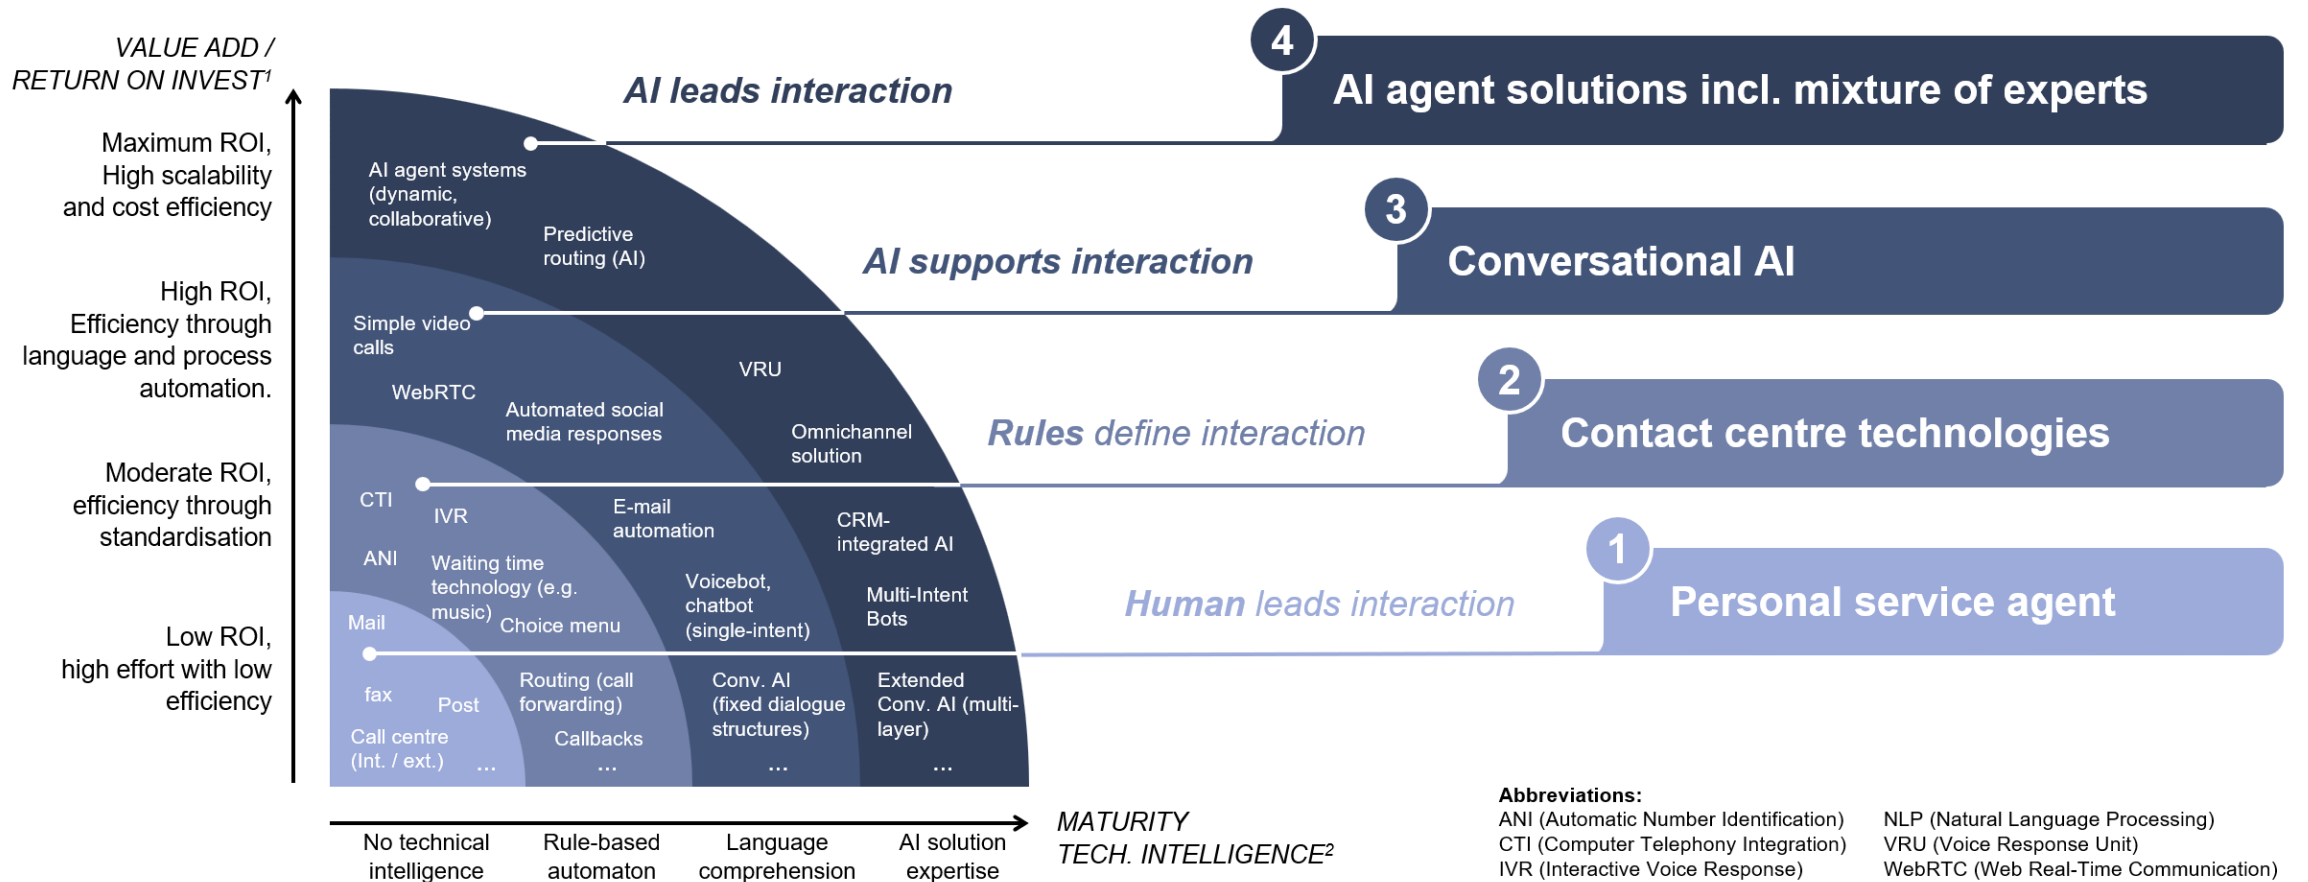 VALUE ADD /
RETURN ON INVEST¹
Maximum ROI,
High scalability
and cost efficiency
High ROI,
Efficiency through
language and process
automation.
Moderate ROI,
efficiency through
standardisation
Low ROI,
high effort with low
efficiency
AI agent systems
(dynamic,
collaborative)
Predictive
routing (AI)
VRU
Omnichannel
solution
CRM-
integrated AI
Multi-Intent
Bots
Extended
Conv. AI (multi-
layer)
...
Simple video
calls
WebRTC
Automated social
media responses
E-mail
automation
Voicebot,
chatbot
(single-intent)
Conv. AI
(fixed dialogue
structures)
...
CTI
IVR
ANI
Waiting time
technology (e.g.
music)
Choice menu
Routing (call
forwarding)
Callbacks
...
Mail
fax
Post
Call centre
(Int. / ext.)
...
AI leads interaction
4
AI agent solutions incl. mixture of experts
AI supports interaction
3
Conversational AI
Rules define interaction
2
Contact centre technologies
Human leads interaction
1
Personal service agent
No technical
intelligence
Rule-based
automaton
Language
comprehension
AI solution
expertise
MATURITY
TECH. INTELLIGENCE²
Abbreviations:
ANI (Automatic Number Identification)
CTI (Computer Telephony Integration)
IVR (Interactive Voice Response)
NLP (Natural Language Processing)
VRU (Voice Response Unit)
WebRTC (Web Real-Time Communication)